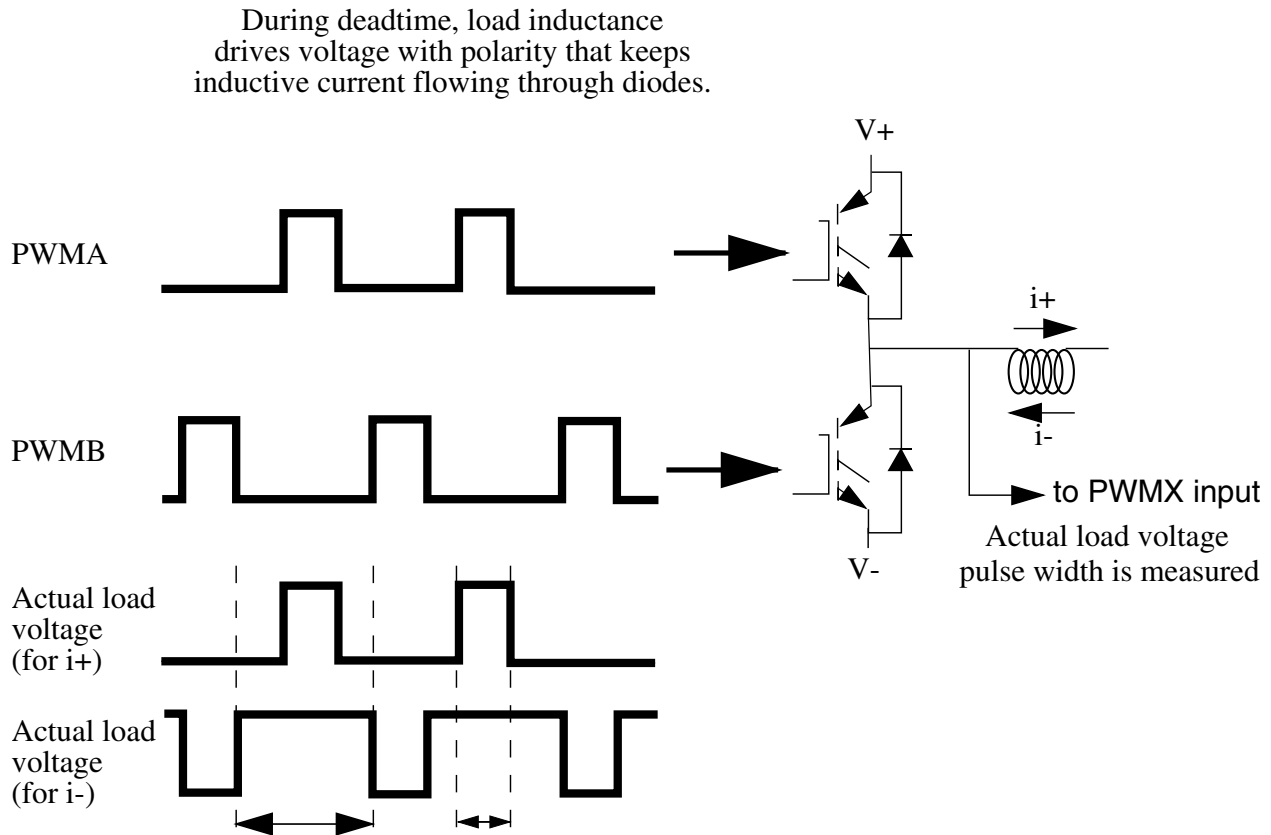 During deadtime, load inductance
drives voltage with polarity that keeps
inductive current flowing through diodes.
V+
PWMA
i+
PWMB
i-
to PWMX input
Actual load voltage
pulse width is measured
V-
Actual load
voltage
(for i+)
Actual load
voltage
(for i-)